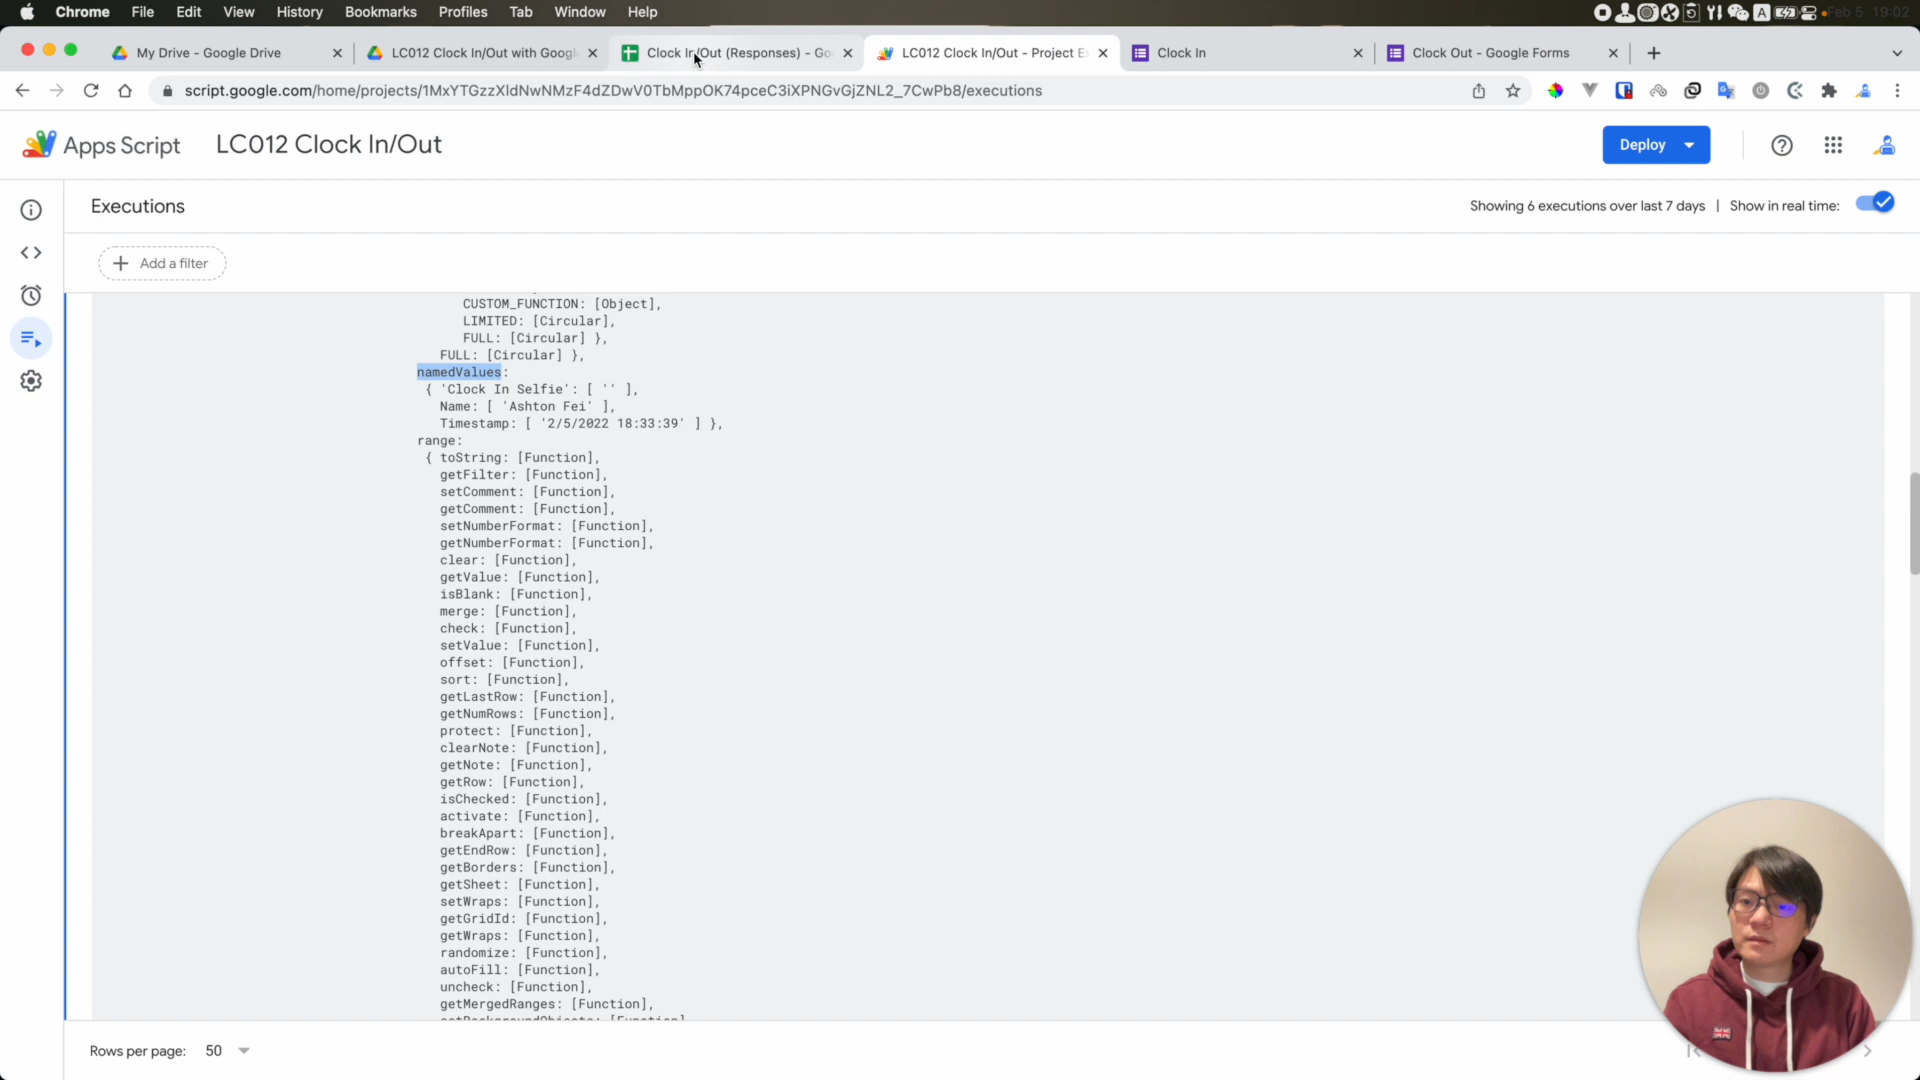 Chrome File Edit View History Bookmarks Profiles Tab Window Help
Feb 5 19:02
My Drive - Google Drive
LC012 Clock In/Out with Googl
Clock In/Out (Responses) - Go
LC012 Clock In/Out - Project E
Clock In
Clock Out - Google Forms
script.google.com/home/projects/1MxYTGzzXldNwNMzF4dZDwV0TbMppOK74pceC3iXPNGvGjZNL2_7CwPb8/executions
Apps Script
LC012 Clock In/Out
Deploy
Executions
Showing 6 executions over last 7 days | Show in real time:
Add a filter
CUSTOM_FUNCTION: [Object],
LIMITED: [Circular],
FULL: [Circular] },
FULL: [Circular] },
namedValues:
{ 'Clock In Selfie': [ '' ],
Name: [ 'Ashton Fei' ],
Timestamp: [ '2/5/2022 18:33:39' ] },
range:
{ toString: [Function],
getFilter: [Function],
setComment: [Function],
getComment: [Function],
setNumberFormat: [Function],
getNumberFormat: [Function],
clear: [Function],
getValue: [Function],
isBlank: [Function],
merge: [Function],
check: [Function],
setValue: [Function],
offset: [Function],
sort: [Function],
getLastRow: [Function],
getNumRows: [Function],
protect: [Function],
clearNote: [Function],
getNote: [Function],
getRow: [Function],
isChecked: [Function],
activate: [Function],
breakApart: [Function],
getEndRow: [Function],
getBorders: [Function],
getSheet: [Function],
setWraps: [Function],
getGridId: [Function],
getWraps: [Function],
randomize: [Function],
autoFill: [Function],
uncheck: [Function],
getMergedRanges: [Function],
Rows per page: 50